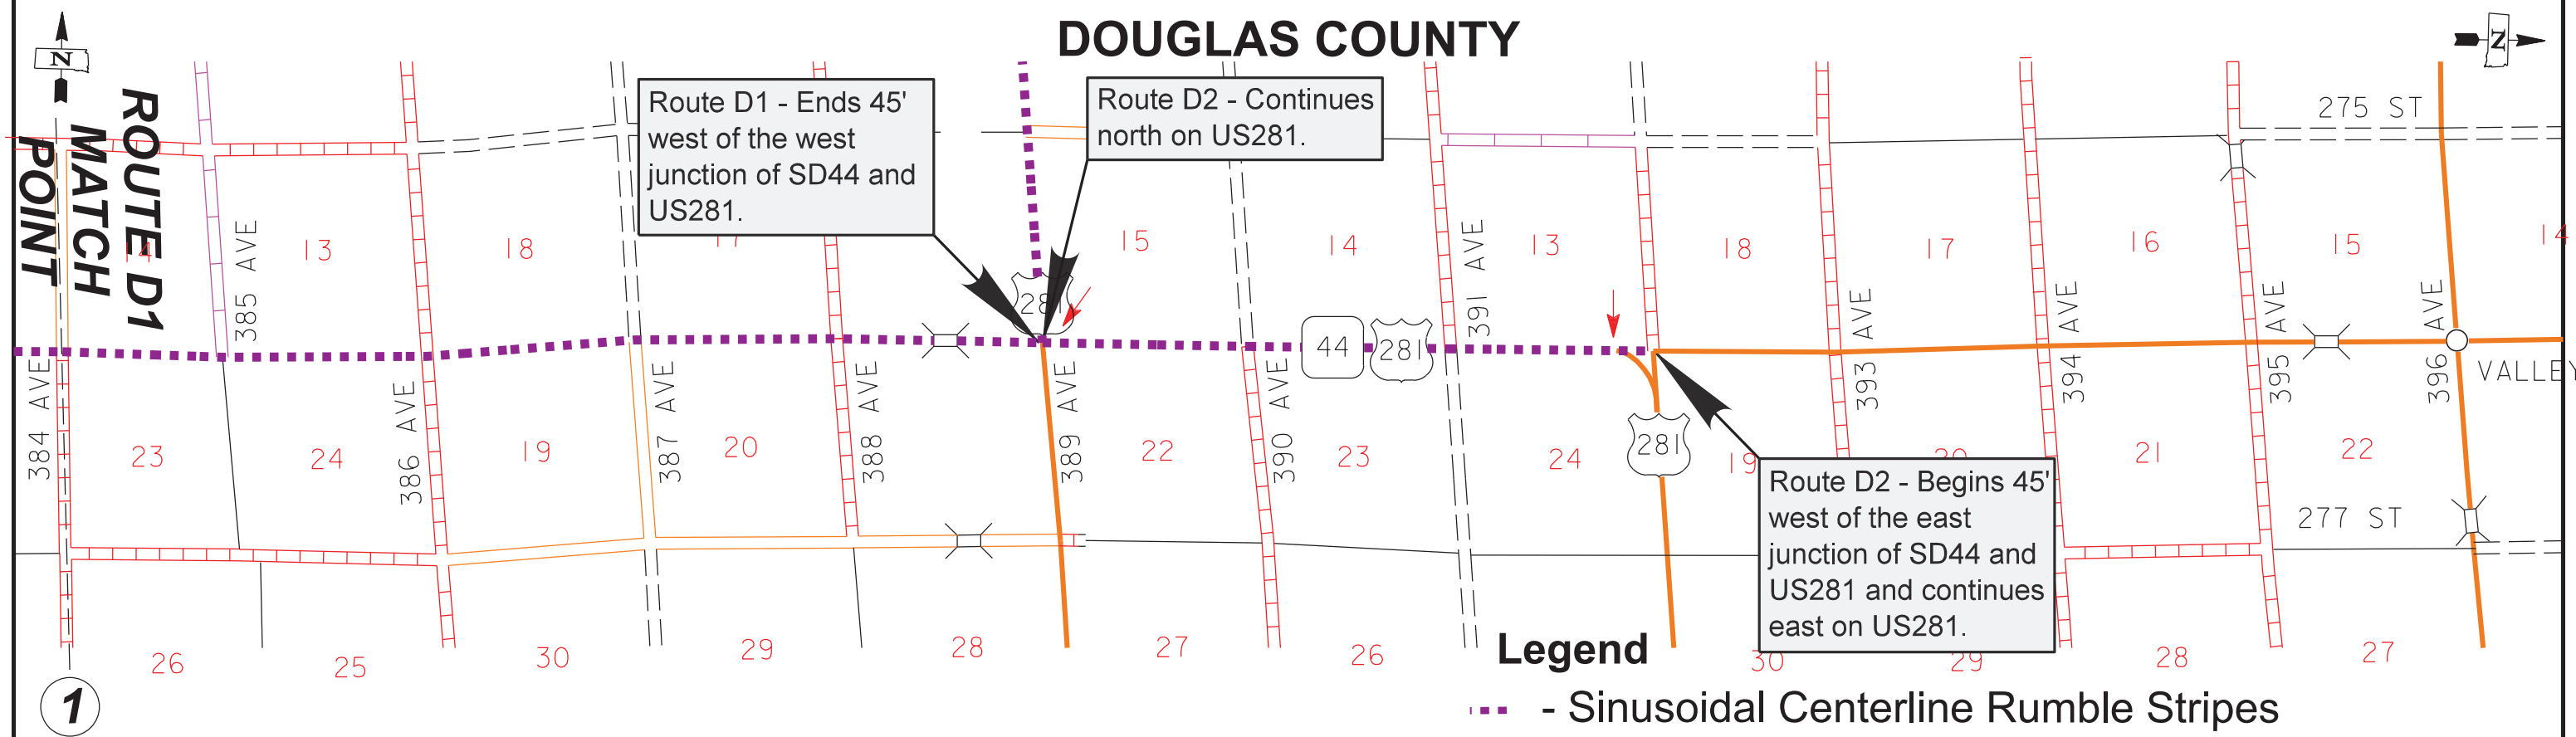 DOUGLAS COUNTY
N
N
ROUTE D1
MATCH
POINT
Route D1 - Ends 45'
west of the west
junction of SD44 and
US281.
Route D2 - Continues
north on US281.
275 ST
14
13
18
17
15
14
13
18
17
16
15
14
385 AVE
391 AVE
281
44
281
384 AVE
386 AVE
387 AVE
388 AVE
389 AVE
390 AVE
393 AVE
394 AVE
395 AVE
396 AVE
VALLEY
23
24
19
20
22
23
24
281
19
20
21
22
Route D2 - Begins 45'
west of the east
junction of SD44 and
US281 and continues
east on US281.
277 ST
26
25
30
29
28
27
26
30
29
28
27
1
Legend
- Sinusoidal Centerline Rumble Stripes